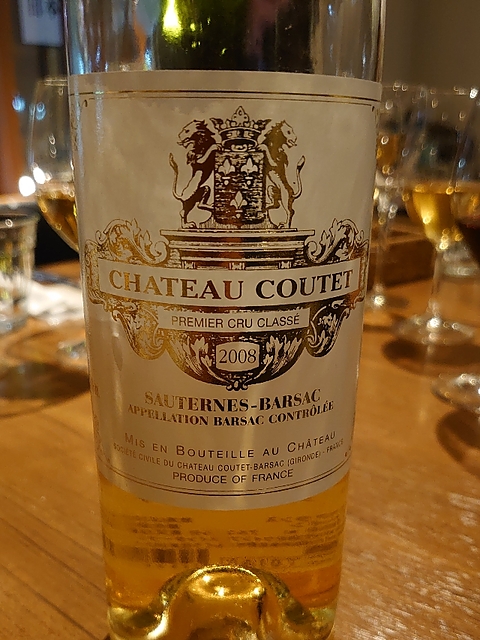 CHATEAU COUTET
PREMIER CRU CLASSÉ
2008
SAUTERNES-BARSAC
APPELLATION BARSAC CONTRÔLÉE
MIS EN BOUTEILLE AU CHÂTEAU
SOCIÉTÉ CIVILE DU CHATEAU COUTET-BARSAC (GIRONDE) - FRANCE
PRODUCE OF FRANCE